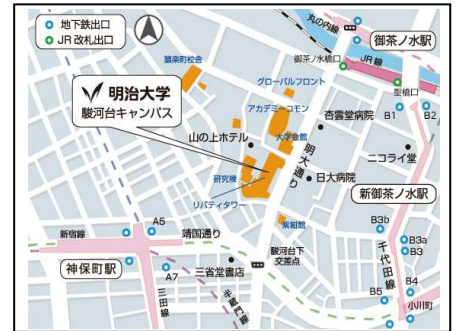 地下鉄出口
JR改札出口
丸の内線
御茶ノ水駅
御茶ノ水橋口
JR線
聖橋口
猿楽町校舎
グローバルフロント
アカデミーコモン
明治大学
駿河台キャンパス
山の上ホテル
大学会館
杏雲堂病院
B1
B2
明大通り
ニコライ堂
研究棟
日大病院
リバティタワー
新御茶ノ水駅
紫紺館
B3b
新宿線
A5
靖国通り
駿河台下
交差点
千代田線
B3a
B3
神保町駅
A7
三省堂書店
三田線
半蔵門線
B5
B4
小川町